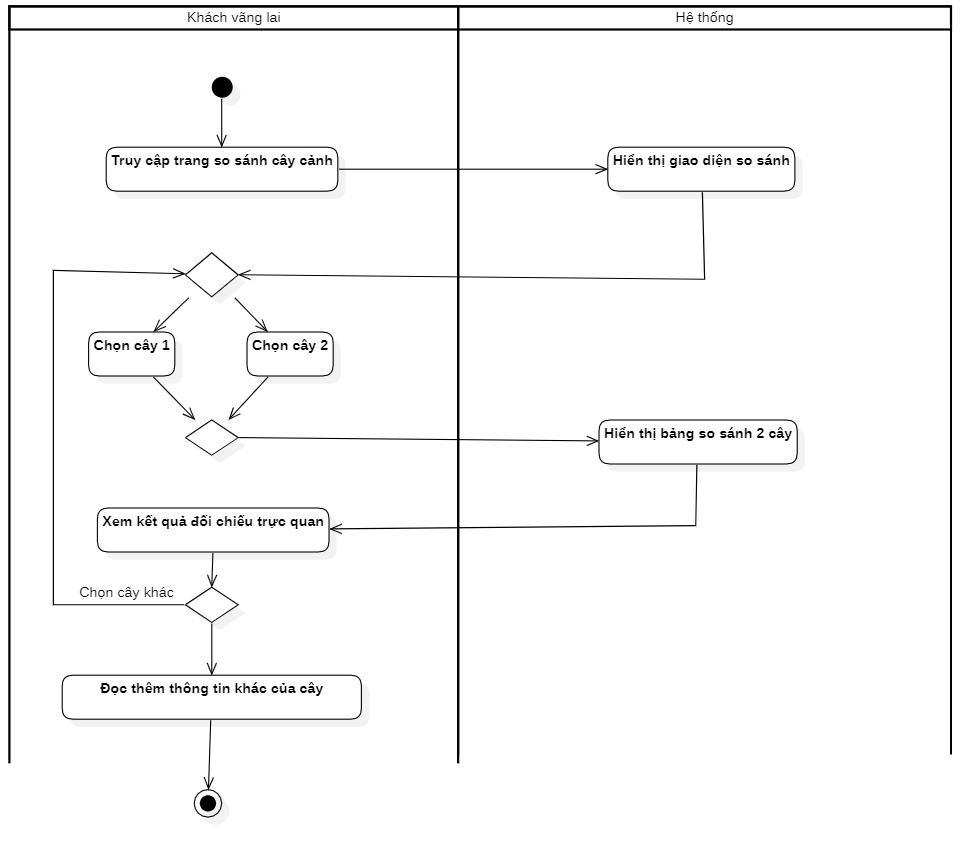 Khách vãng lai
Hệ thống
Truy cập trang so sánh cây cảnh
Hiển thị giao diện so sánh
Chọn cây 1
Chọn cây 2
Hiển thị bảng so sánh 2 cây
Xem kết quả đối chiếu trực quan
Chọn cây khác
Đọc thêm thông tin khác của cây